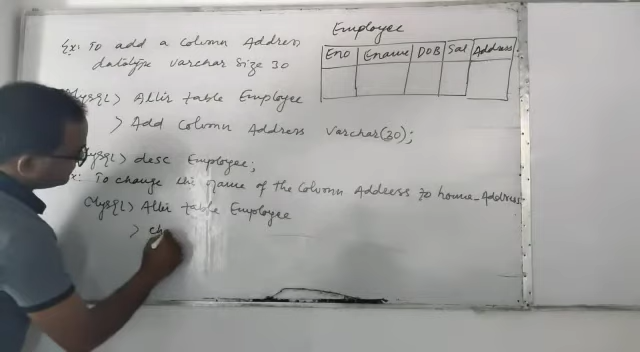 Ex: To add a Column Address
datatype varchar Size 30
Mysql> Alter table Employee
> Add Column Address Varchar(30);
Mysql> desc Employee;
Ex: To change the name of the Column Address to home_Address
Mysql> Alter table Employee
> ch
Employee
Eno Ename DOB Sal Address